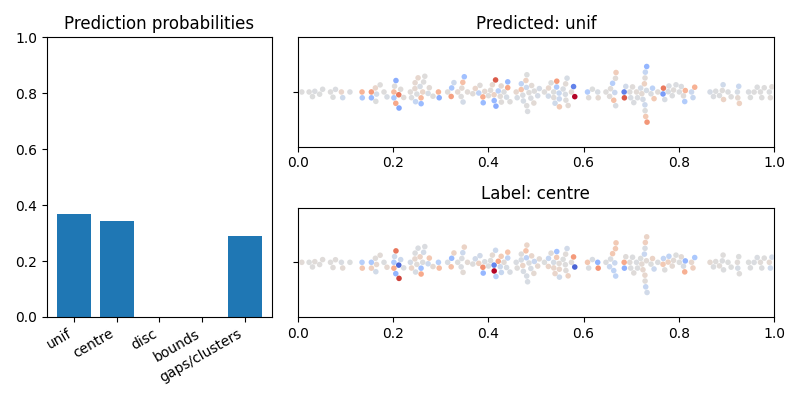 Prediction probabilities
1.0
0.8
0.6
0.4
0.2
0.0
unif
centre
disc
bounds
gaps/clusters
Predicted: unif
0.0 0.2 0.4 0.6 0.8 1.0
Label: centre
0.0 0.2 0.4 0.6 0.8 1.0